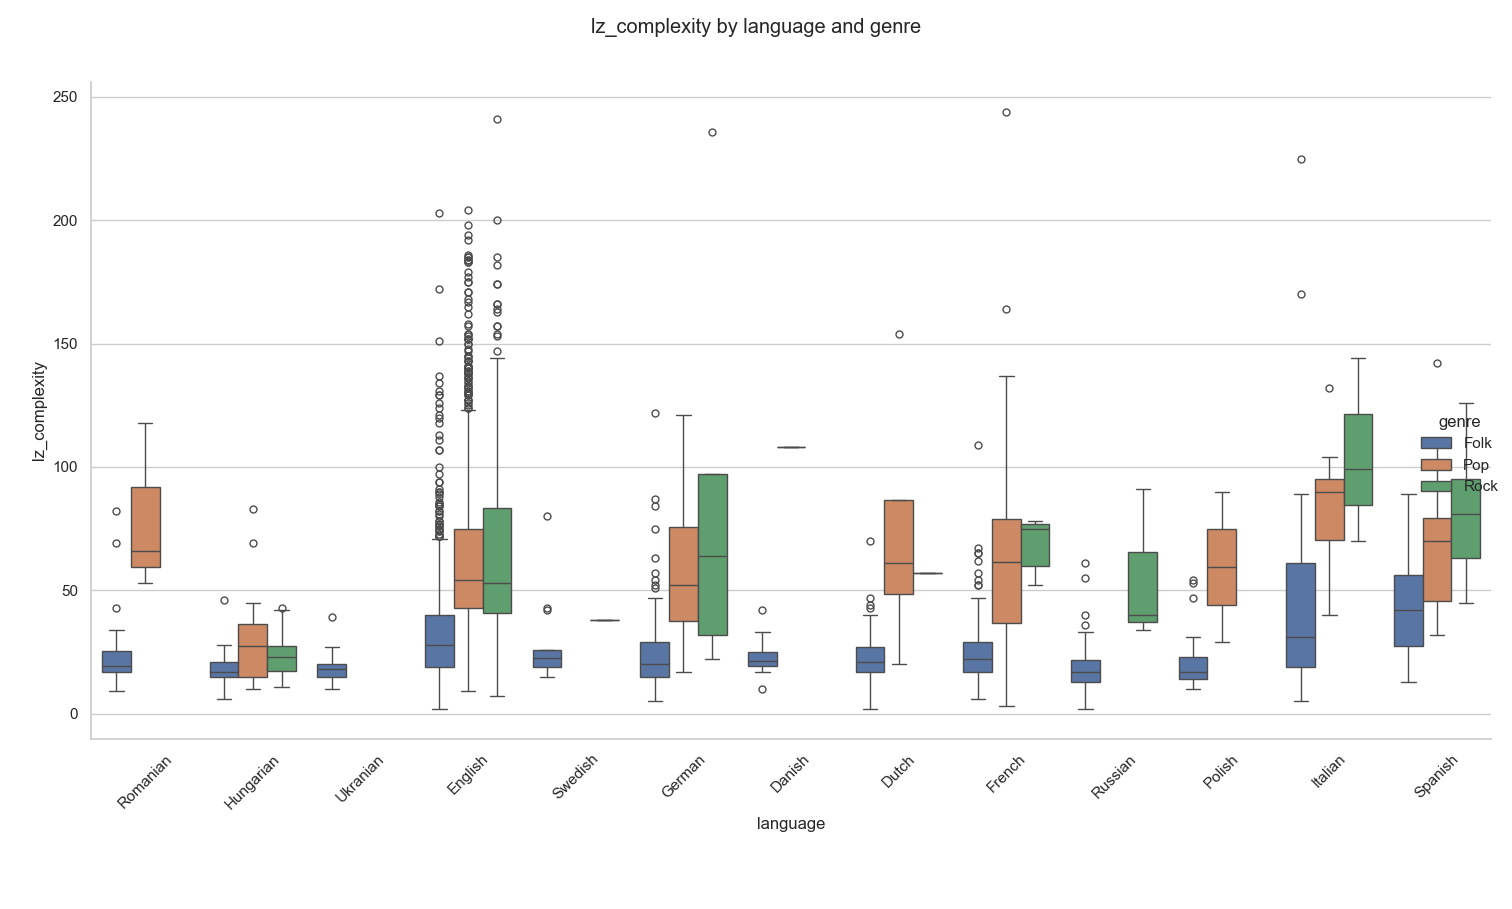 lz_complexity by language and genre
250
200
150
100
50
0
lz_complexity
genre
Folk
Pop
Rock
Romanian
Hungarian
Ukranian
English
Swedish
German
Danish
Dutch
French
Russian
Polish
Italian
Spanish
language